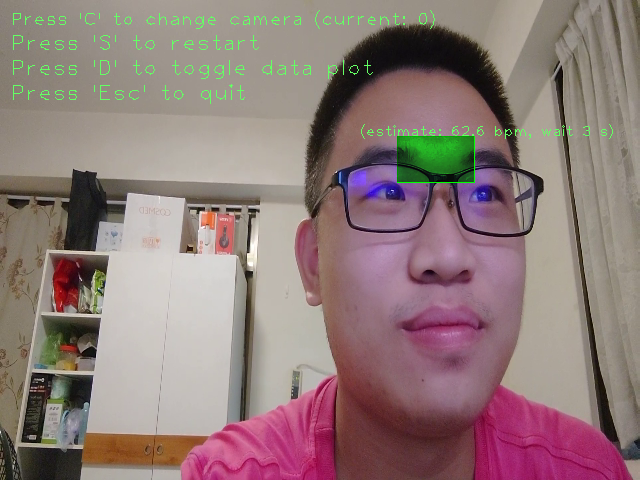 Press 'C' to change camera (current: 0)
Press 'S' to restart
Press 'D' to toggle data plot
Press 'Esc' to quit
(estimate: 62.6 bpm, wait 3 s)
COSMED